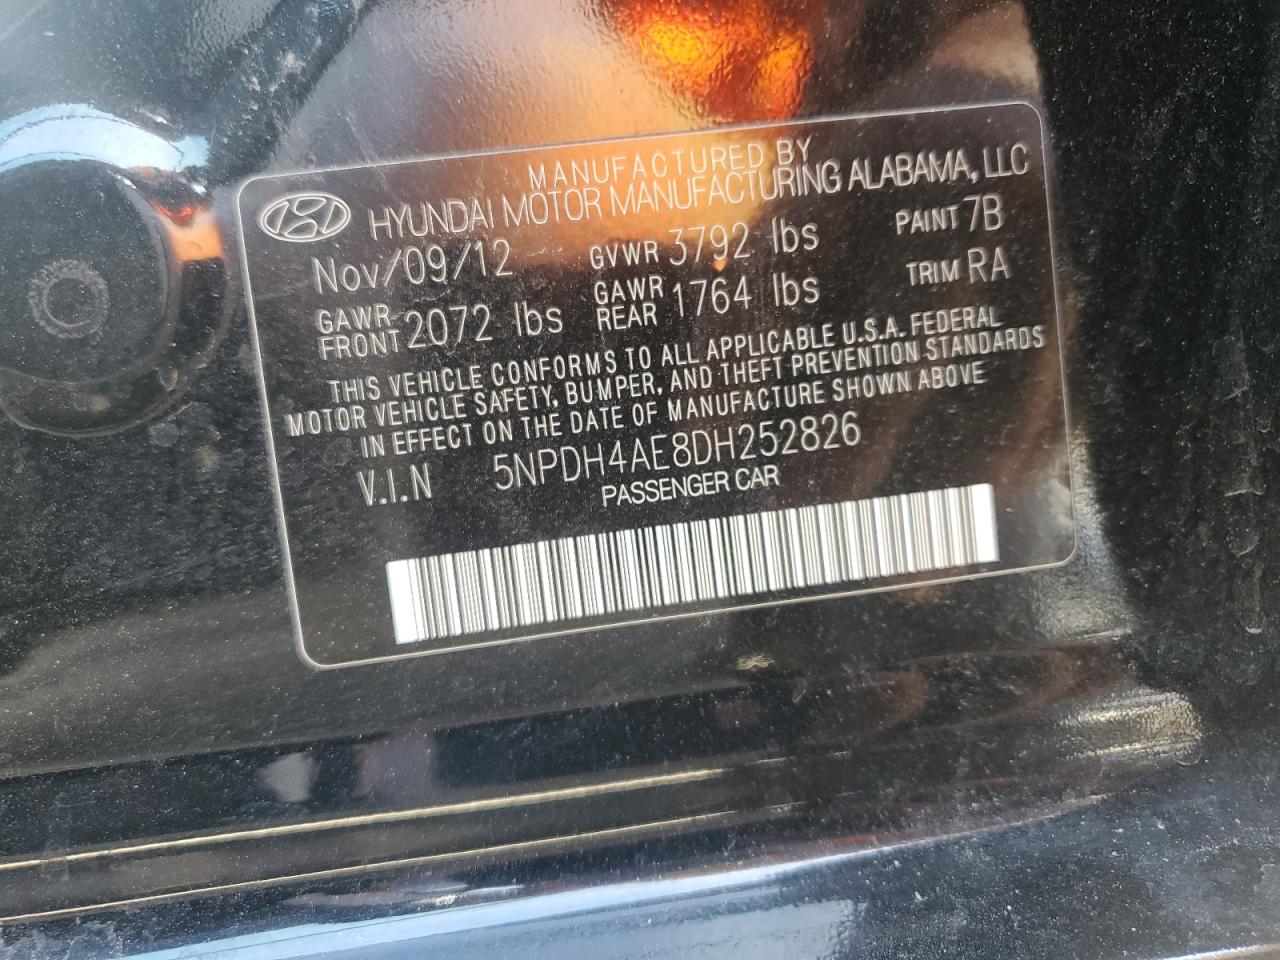 MANUFACTURED BY
HYUNDAI MOTOR MANUFACTURING ALABAMA, LLC
Nov/09/12 GVWR 3792 lbs PAINT 7B
GAWR FRONT 2072 lbs GAWR REAR 1764 lbs TRIM RA
THIS VEHICLE CONFORMS TO ALL APPLICABLE U.S.A. FEDERAL
MOTOR VEHICLE SAFETY, BUMPER, AND THEFT PREVENTION STANDARDS
IN EFFECT ON THE DATE OF MANUFACTURE SHOWN ABOVE
V.I.N 5NPDH4AE8DH252826
PASSENGER CAR